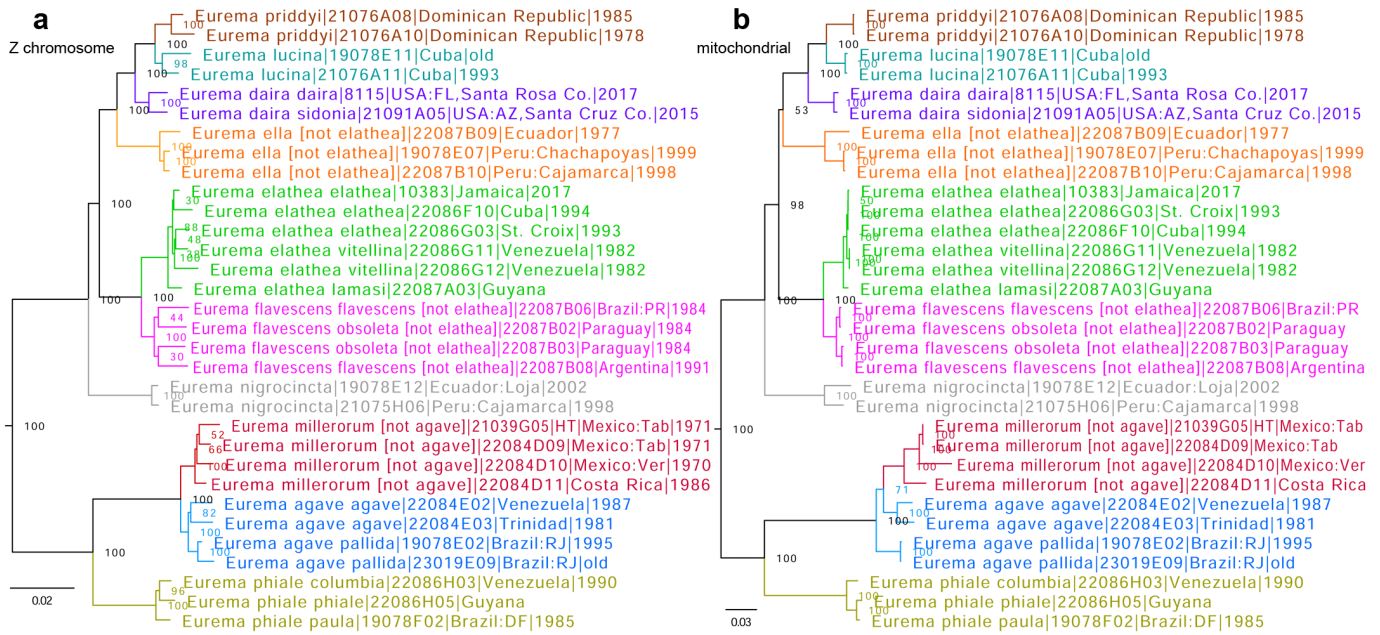 a
Z chromosome
Eurema priddyi|21076A08|Dominican Republic|1985
100
Eurema priddyi|21076A10|Dominican Republic|1978
100
Eurema lucina|19078E11|Cuba|old
98
Eurema lucina|21076A11|Cuba|1993
100
Eurema daira daira|8115|USA:FL,Santa Rosa Co.|2017
100
Eurema daira sidonia|21091A05|USA:AZ,Santa Cruz Co.|2015
100
Eurema ella [not elathea]|22087B09|Ecuador|1977
100
Eurema ella [not elathea]|19078E07|Peru:Chachapoyas|1999
100
Eurema ella [not elathea]|22087B10|Peru:Cajamarca|1998
Eurema elathea elathea|10383|Jamaica|2017
30
100
Eurema elathea elathea|22086F10|Cuba|1994
88
Eurema elathea elathea|22086G03|St. Croix|1993
48
Eurema elathea vitellina|22086G11|Venezuela|1982
100
Eurema elathea vitellina|22086G12|Venezuela|1982
Eurema elathea lamasi|22087A03|Guyana
100
100
Eurema flavescens flavescens [not elathea]|22087B06|Brazil:PR|1984
44
Eurema flavescens obsoleta [not elathea]|22087B02|Paraguay|1984
100
Eurema flavescens obsoleta [not elathea]|22087B03|Paraguay|1984
30
Eurema flavescens flavescens [not elathea]|22087B08|Argentina|1991
Eurema nigrocincta|19078E12|Ecuador:Loja|2002
100
Eurema nigrocincta|21075H06|Peru:Cajamarca|1998
100
Eurema millerorum [not agave]|21039G05|HT|Mexico:Tab|1971
52
Eurema millerorum [not agave]|22084D09|Mexico:Tab|1971
66
Eurema millerorum [not agave]|22084D10|Mexico:Ver|1970
100
Eurema millerorum [not agave]|22084D11|Costa Rica|1986
100
Eurema agave agave|22084E02|Venezuela|1987
82
Eurema agave agave|22084E03|Trinidad|1981
100
Eurema agave pallida|19078E02|Brazil:RJ|1995
100
Eurema agave pallida|23019E09|Brazil:RJ|old
100
Eurema phiale columbia|22086H03|Venezuela|1990
96
Eurema phiale phiale|22086H05|Guyana
100
Eurema phiale paula|19078F02|Brazil:DF|1985
0.02
b
mitochondrial
Eurema priddyi|21076A08|Dominican Republic|1985
100
Eurema priddyi|21076A10|Dominican Republic|1978
100
Eurema lucina|19078E11|Cuba|old
100
Eurema lucina|21076A11|Cuba|1993
100
Eurema daira daira|8115|USA:FL,Santa Rosa Co.|2017
100
Eurema daira sidonia|21091A05|USA:AZ,Santa Cruz Co.|2015
53
Eurema ella [not elathea]|22087B09|Ecuador|1977
100
Eurema ella [not elathea]|19078E07|Peru:Chachapoyas|1999
100
Eurema ella [not elathea]|22087B10|Peru:Cajamarca|1998
Eurema elathea elathea|10383|Jamaica|2017
50
98
Eurema elathea elathea|22086G03|St. Croix|1993
100
Eurema elathea elathea|22086F10|Cuba|1994
100
Eurema elathea vitellina|22086G11|Venezuela|1982
100
100
Eurema elathea vitellina|22086G12|Venezuela|1982
Eurema elathea lamasi|22087A03|Guyana
100
100
Eurema flavescens flavescens [not elathea]|22087B06|Brazil:PR
100
Eurema flavescens obsoleta [not elathea]|22087B02|Paraguay
100
Eurema flavescens obsoleta [not elathea]|22087B03|Paraguay
100
Eurema flavescens flavescens [not elathea]|22087B08|Argentina
Eurema nigrocincta|19078E12|Ecuador:Loja|2002
100
Eurema nigrocincta|21075H06|Peru:Cajamarca|1998
100
Eurema millerorum [not agave]|21039G05|HT|Mexico:Tab
100
Eurema millerorum [not agave]|22084D09|Mexico:Tab
100
Eurema millerorum [not agave]|22084D10|Mexico:Ver
100
Eurema millerorum [not agave]|22084D11|Costa Rica
71
Eurema agave agave|22084E02|Venezuela|1987
100
100
Eurema agave agave|22084E03|Trinidad|1981
Eurema agave pallida|19078E02|Brazil:RJ|1995
100
Eurema agave pallida|23019E09|Brazil:RJ|old
100
Eurema phiale columbia|22086H03|Venezuela|1990
100
Eurema phiale phiale|22086H05|Guyana
100
Eurema phiale paula|19078F02|Brazil:DF|1985
0.03